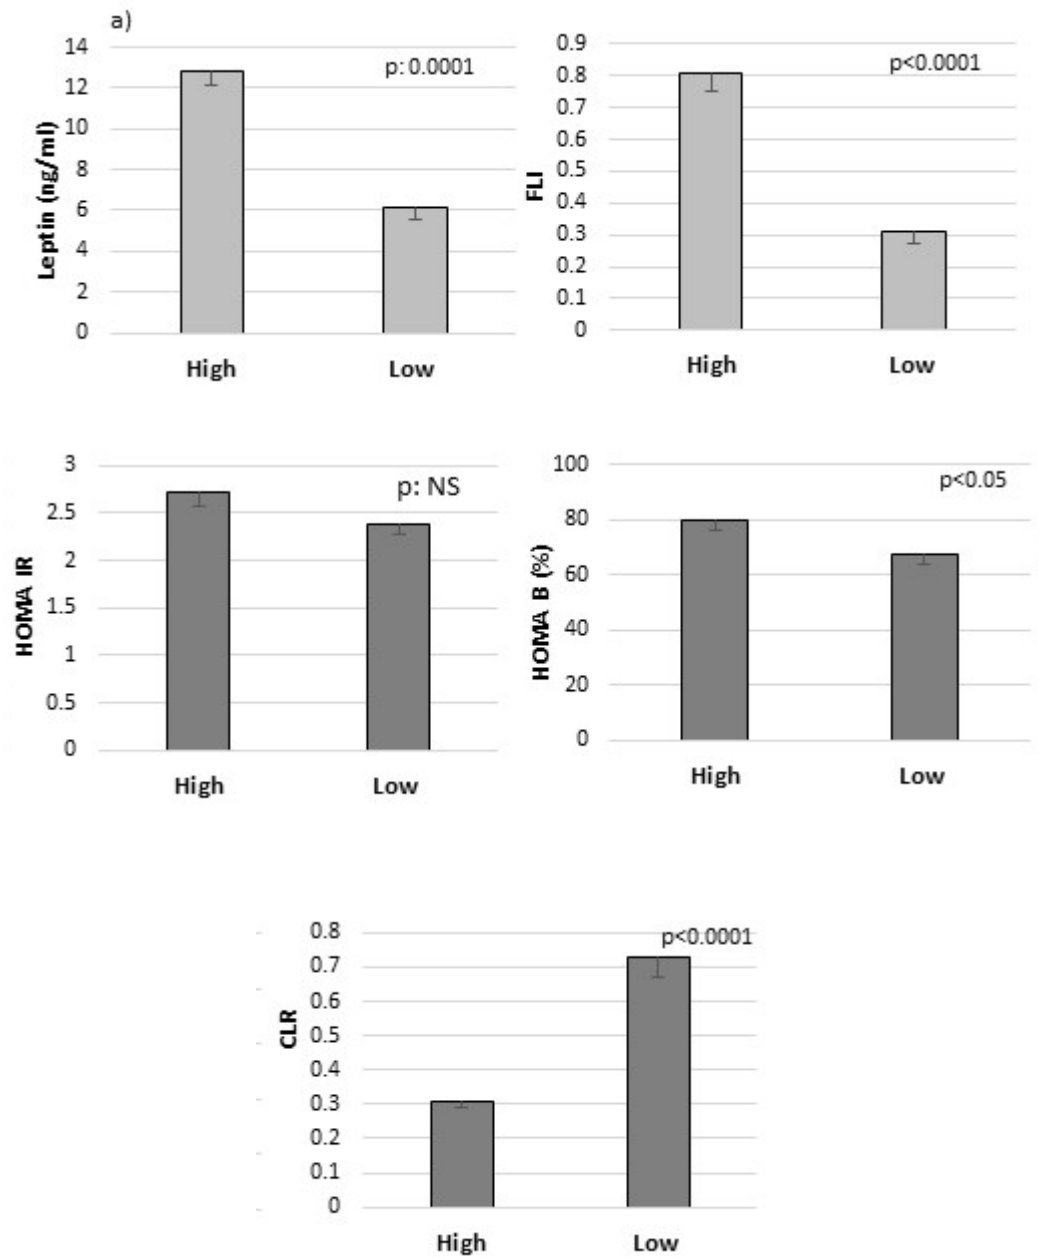 a)
Leptin (ng/ml)
14
12
10
8
6
4
2
0
p: 0.0001
High Low
FLI
0.9
0.8
0.7
0.6
0.5
0.4
0.3
0.2
0.1
0
p<0.0001
High Low
HOMA IR
3
2.5
2
1.5
1
0.5
0
p: NS
High Low
HOMA B (%)
100
80
60
40
20
0
p<0.05
High Low
CLR
0.8
0.7
0.6
0.5
0.4
0.3
0.2
0.1
0
p<0.0001
High Low